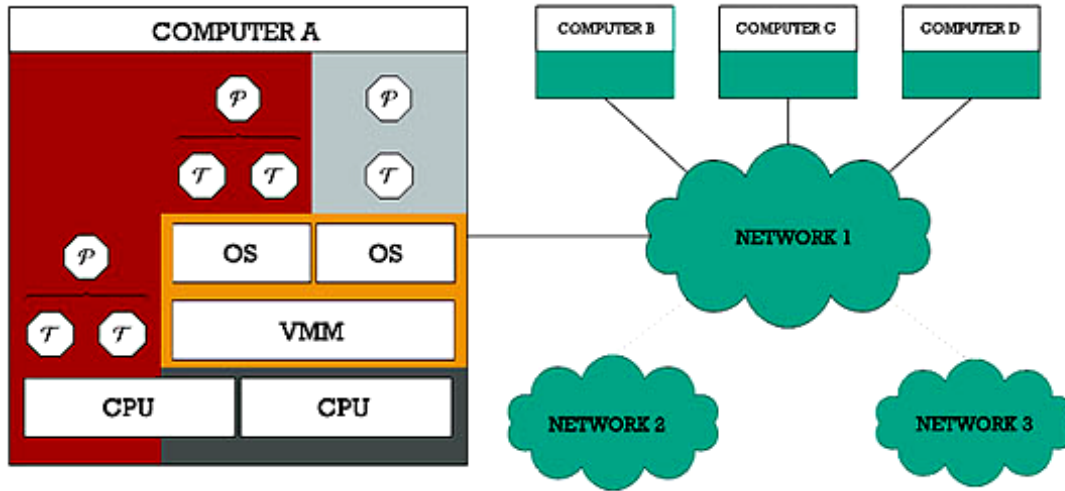 COMPUTER A
P
P
T
T
T
P
T
T
OS
OS
VMM
CPU
CPU
COMPUTER B
COMPUTER C
COMPUTER D
NETWORK 1
NETWORK 2
NETWORK 3